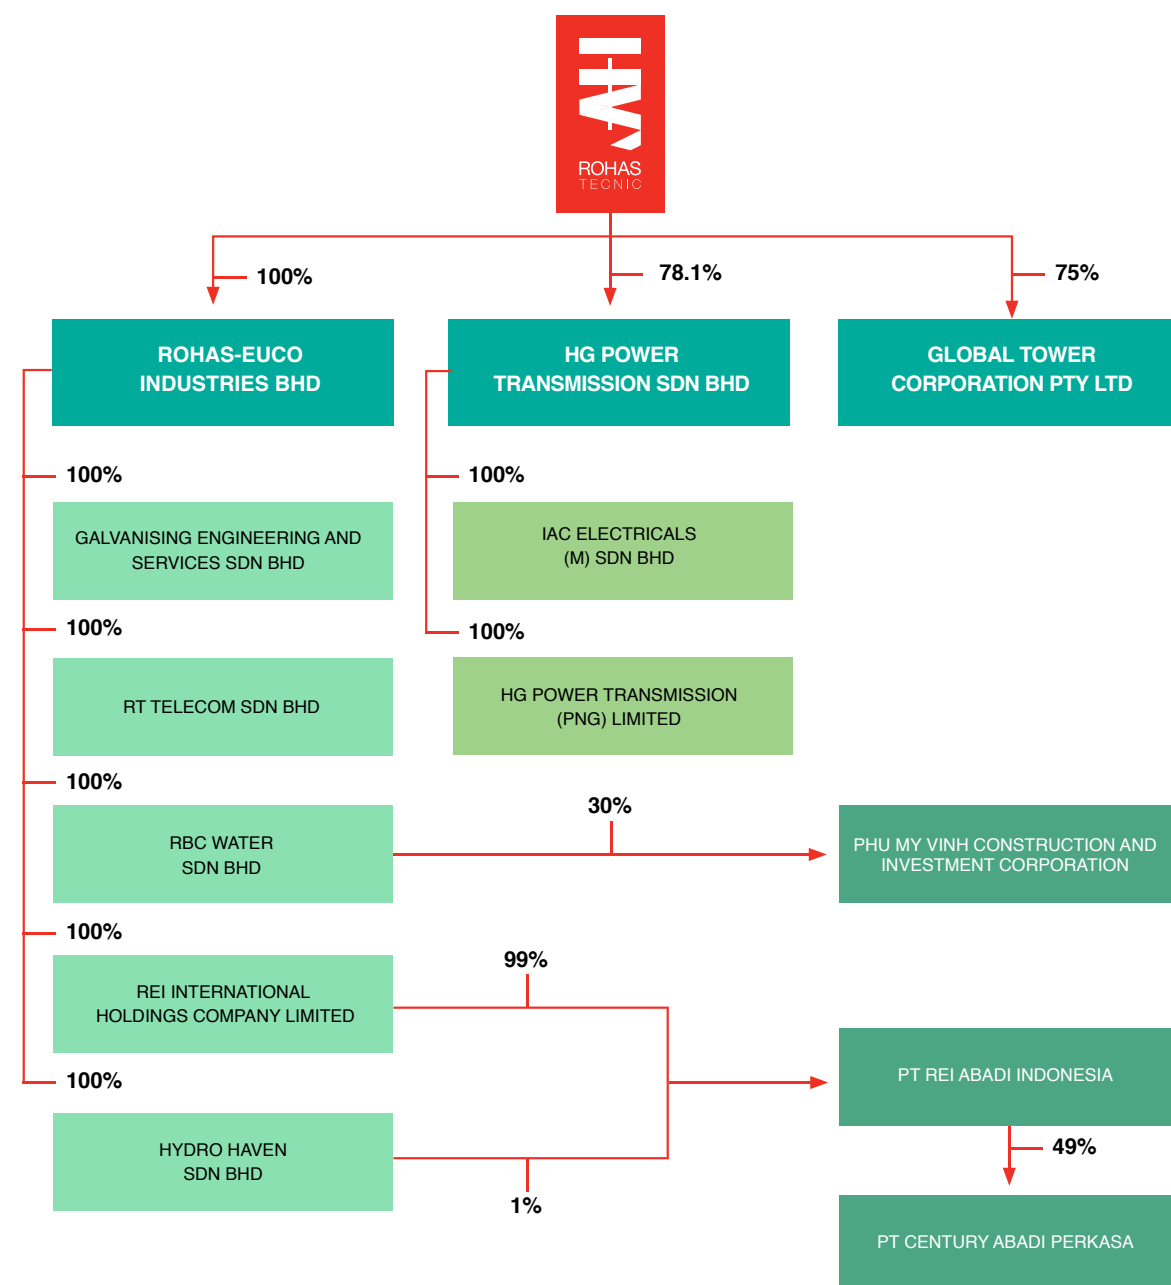 ROHAS
TECNIC
100%
78.1%
75%
ROHAS-EUCO
INDUSTRIES BHD
HG POWER
TRANSMISSION SDN BHD
GLOBAL TOWER
CORPORATION PTY LTD
100%
100%
GALVANISING ENGINEERING AND
SERVICES SDN BHD
IAC ELECTRICALS
(M) SDN BHD
100%
100%
RT TELECOM SDN BHD
HG POWER TRANSMISSION
(PNG) LIMITED
100%
30%
RBC WATER
SDN BHD
PHU MY VINH CONSTRUCTION AND
INVESTMENT CORPORATION
100%
99%
REI INTERNATIONAL
HOLDINGS COMPANY LIMITED
PT REI ABADI INDONESIA
100%
HYDRO HAVEN
SDN BHD
49%
1%
PT CENTURY ABADI PERKASA